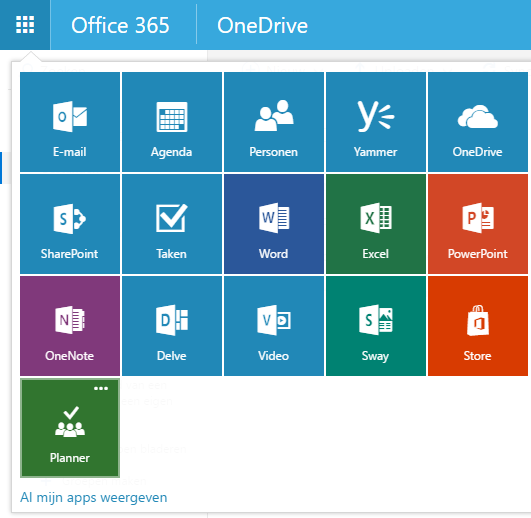 Office 365 OneDrive
E-mail Agenda Personen Yammer OneDrive
SharePoint Taken Word Excel PowerPoint
OneNote Delve Video Sway Store
Planner
Al mijn apps weergeven